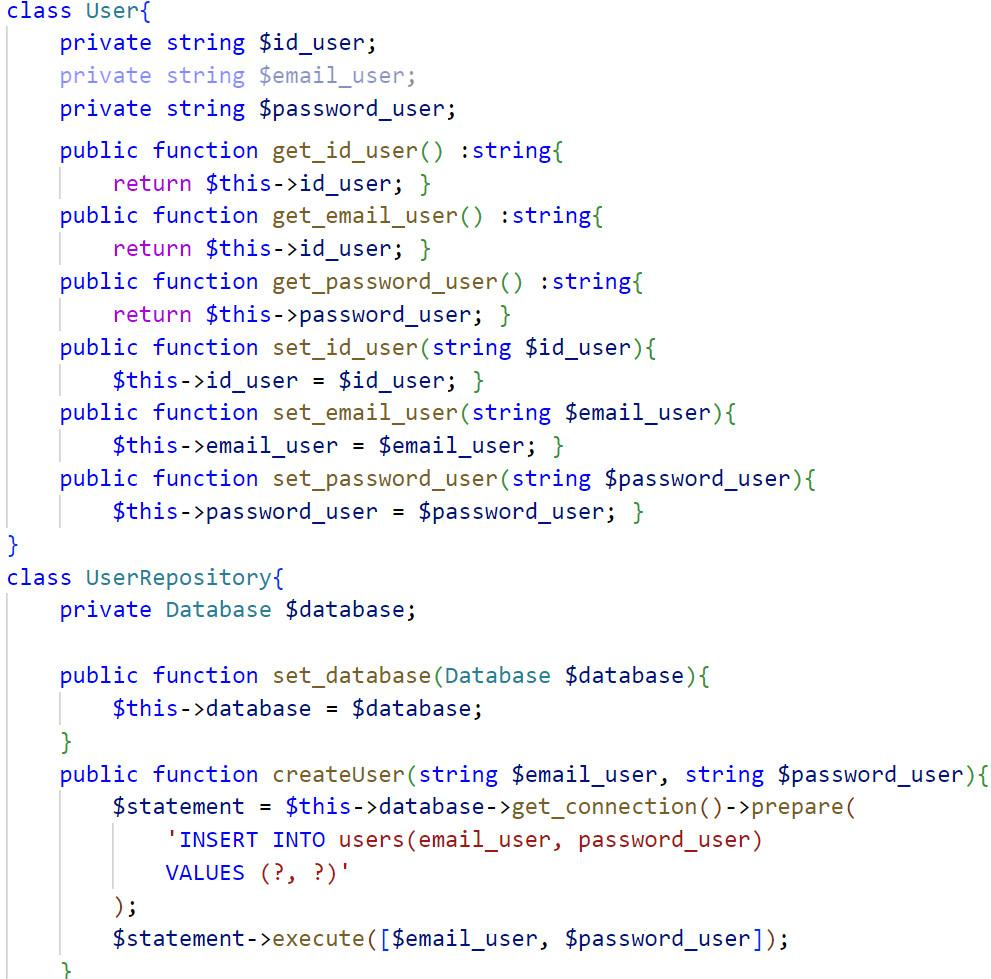 class User{
    private string $id_user;
    private string $email_user;
    private string $password_user;
    public function get_id_user() :string{
        return $this->id_user; }
    public function get_email_user() :string{
        return $this->id_user; }
    public function get_password_user() :string{
        return $this->password_user; }
    public function set_id_user(string $id_user){
        $this->id_user = $id_user; }
    public function set_email_user(string $email_user){
        $this->email_user = $email_user; }
    public function set_password_user(string $password_user){
        $this->password_user = $password_user; }
}
class UserRepository{
    private Database $database;
    public function set_database(Database $database){
        $this->database = $database;
    }
    public function createUser(string $email_user, string $password_user){
        $statement = $this->database->get_connection()->prepare(
            'INSERT INTO users(email_user, password_user)
            VALUES (?, ?)'
        );
        $statement->execute([$email_user, $password_user]);
    }